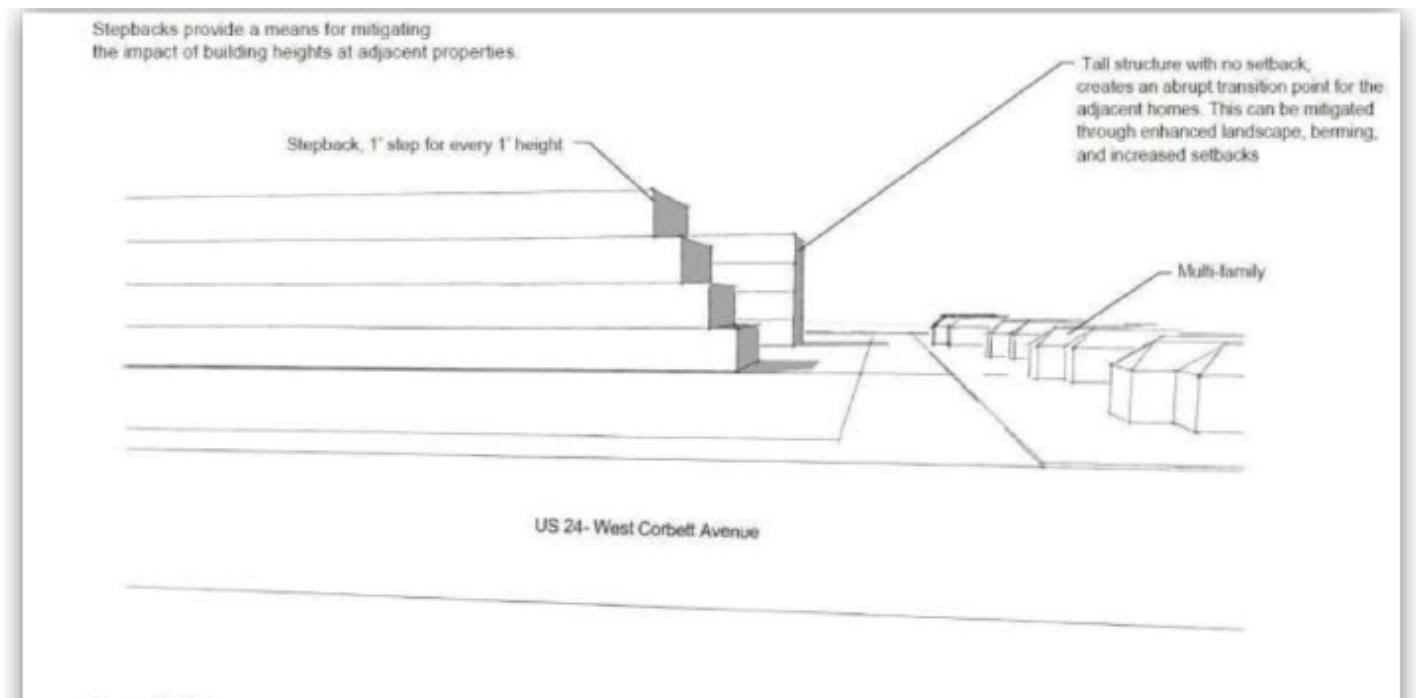 Stepbacks provide a means for mitigating
the impact of building heights at adjacent properties.
Tall structure with no setback,
creates an abrupt transition point for the
adjacent homes. This can be mitigated
through enhanced landscape, berming,
and increased setbacks
Stepback, 1' step for every 1' height
Multi-family
US 24- West Corbett Avenue